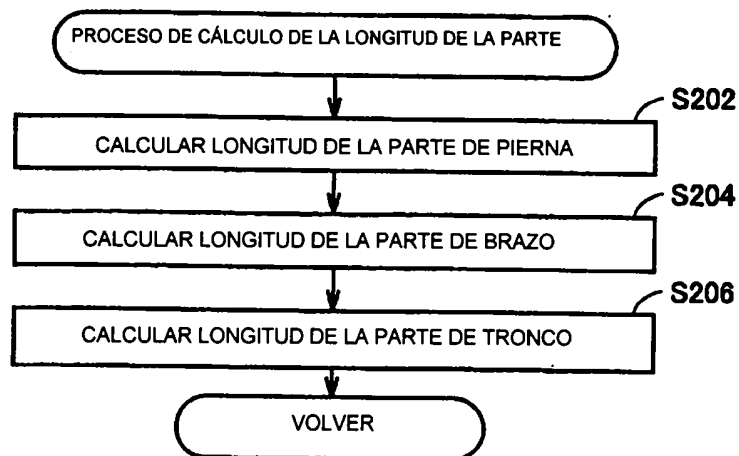 PROCESO DE CÁLCULO DE LA LONGITUD DE LA PARTE
S202
CALCULAR LONGITUD DE LA PARTE DE PIERNA
S204
CALCULAR LONGITUD DE LA PARTE DE BRAZO
S206
CALCULAR LONGITUD DE LA PARTE DE TRONCO
VOLVER